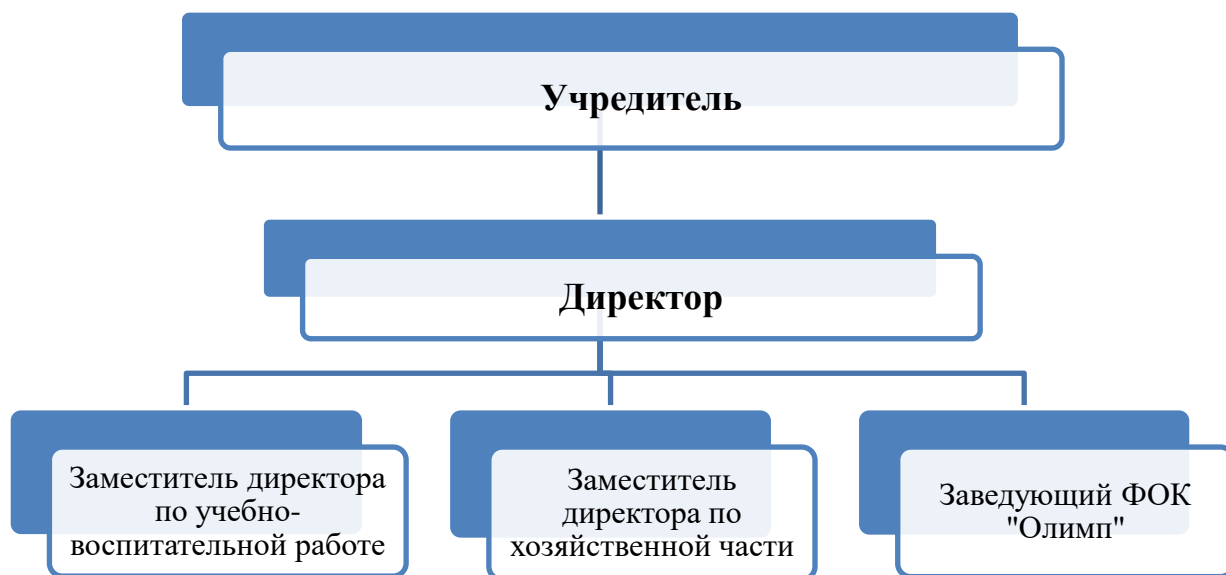 Учредитель
Директор
Заместитель директора
по учебно-
воспитательной работе
Заместитель
директора по
хозяйственной части
Заведующий ФОК
"Олимп"